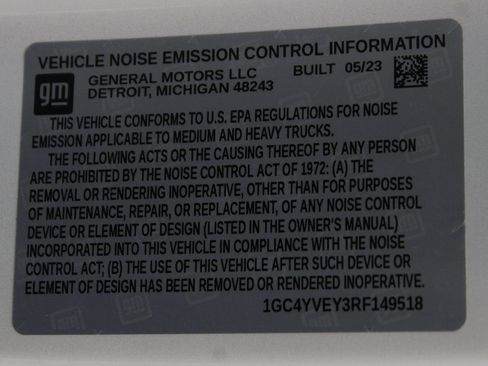 VEHICLE NOISE EMISSION CONTROL INFORMATION
gm GENERAL MOTORS LLC BUILT 05/23
DETROIT, MICHIGAN 48243
THIS VEHICLE CONFORMS TO U.S. EPA REGULATIONS FOR NOISE
EMISSION APPLICABLE TO MEDIUM AND HEAVY TRUCKS.
THE FOLLOWING ACTS OR THE CAUSING THEREOF BY ANY PERSON
ARE PROHIBITED BY THE NOISE CONTROL ACT OF 1972: (A) THE
REMOVAL OR RENDERING INOPERATIVE, OTHER THAN FOR PURPOSES
OF MAINTENANCE, REPAIR, OR REPLACEMENT, OF ANY NOISE CONTROL
DEVICE OR ELEMENT OF DESIGN (LISTED IN THE OWNER'S MANUAL)
INCORPORATED INTO THIS VEHICLE IN COMPLIANCE WITH THE NOISE
CONTROL ACT; (B) THE USE OF THIS VEHICLE AFTER SUCH DEVICE OR
ELEMENT OF DESIGN HAS BEEN REMOVED OR RENDERED INOPERATIVE.
1GC4YVEY3RF149518